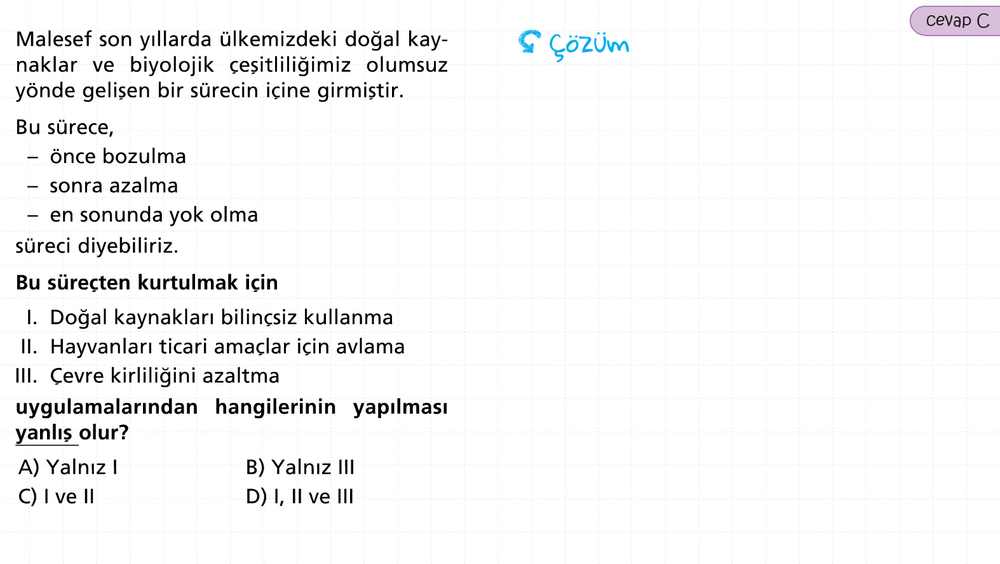 Malesef son yıllarda ülkemizdeki doğal kay-
naklar ve biyolojik çeşitliliğimiz olumsuz
yönde gelişen bir sürecin içine girmiştir.
Bu sürece,
– önce bozulma
– sonra azalma
– en sonunda yok olma
süreci diyebiliriz.
Bu süreçten kurtulmak için
I. Doğal kaynakları bilinçsiz kullanma
II. Hayvanları ticari amaçlar için avlama
III. Çevre kirliliğini azaltma
uygulamalarından hangilerinin yapılması
yanlış olur?
A) Yalnız I B) Yalnız III
C) I ve II D) I, II ve III
Çözüm
cevap C